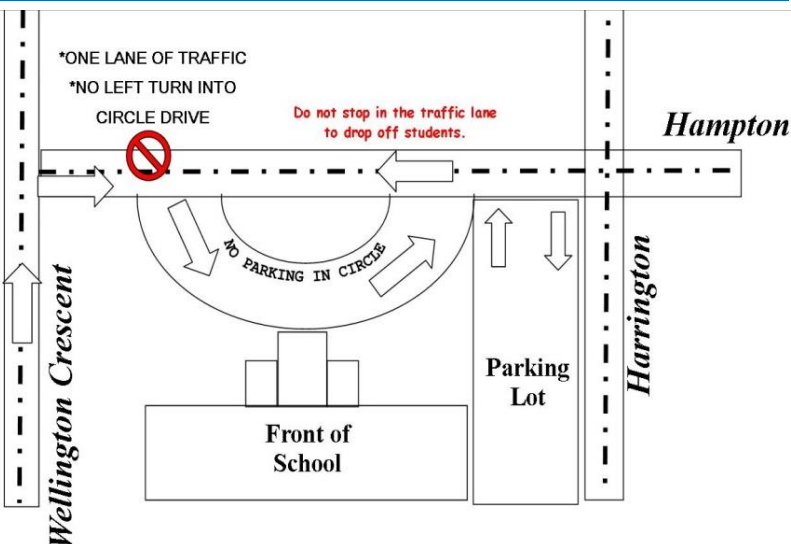 *ONE LANE OF TRAFFIC
*NO LEFT TURN INTO
CIRCLE DRIVE
Do not stop in the traffic lane
to drop off students.
Hampton
NO PARKING IN CIRCLE
Wellington Crescent
Harrington
Parking
Lot
Front of
School